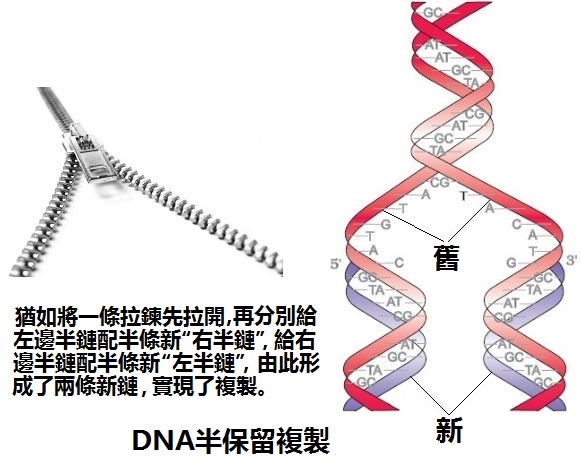 GC
AT
AT
GC
TA
CG
AT
GC
TA
CG
A
T
T
A
G
C
舊
A
C
G
A
T
5'
3'
GC
TA
AT
CG
AT
GC
GC
TA
AT
CG
AT
GC
猶如將一條拉鍊先拉開,再分別給
左邊半鏈配半條新“右半鏈”, 給右
邊半鏈配半條新“左半鏈”, 由此形
成了兩條新鏈, 實現了複製。
新
DNA半保留複製